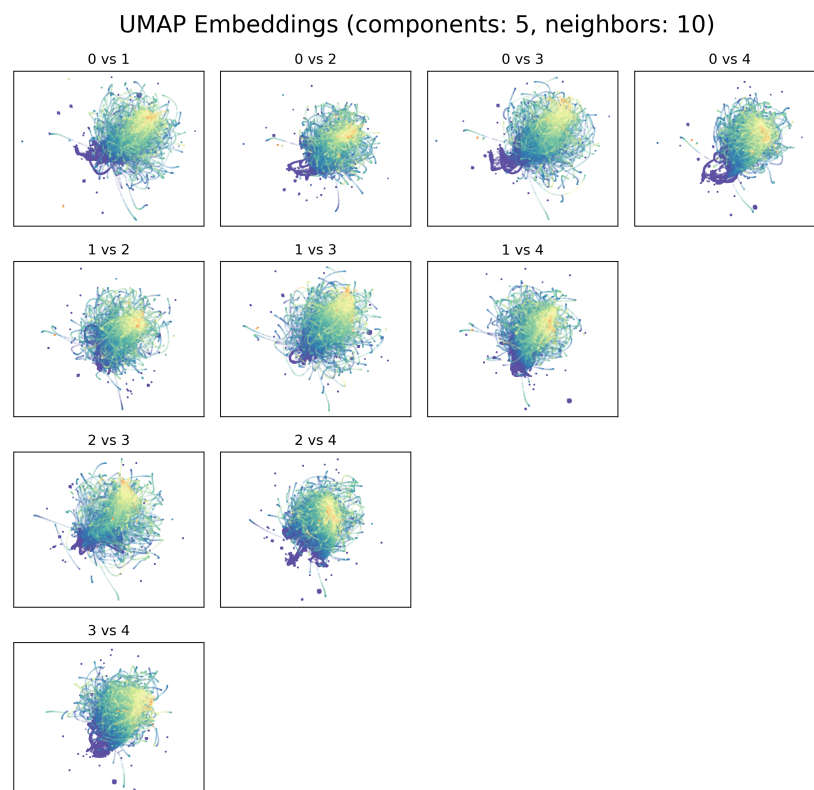 UMAP Embeddings (components: 5, neighbors: 10)
0 vs 1
0 vs 2
0 vs 3
0 vs 4
1 vs 2
1 vs 3
1 vs 4
2 vs 3
2 vs 4
3 vs 4